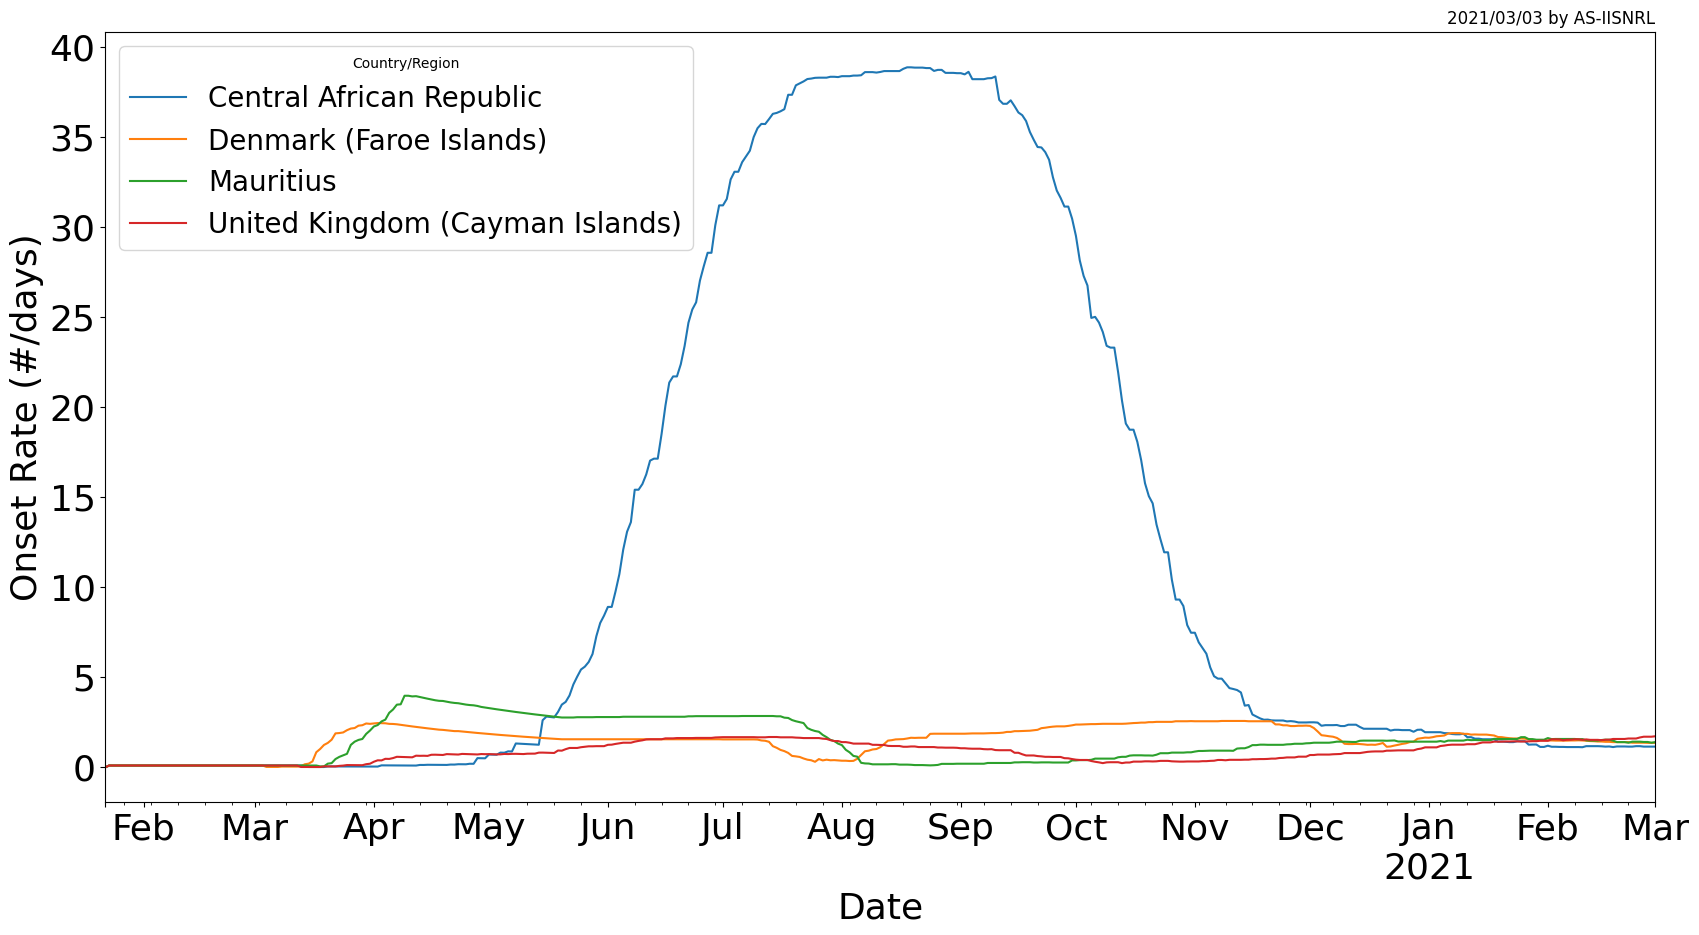 2021/03/03 by AS-IISNRL
Country/Region
Central African Republic
Denmark (Faroe Islands)
Mauritius
United Kingdom (Cayman Islands)
Onset Rate (#/days)
40
35
30
25
20
15
10
5
0
Feb Mar Apr May Jun Jul Aug Sep Oct Nov Dec Jan Feb Mar
2021
Date